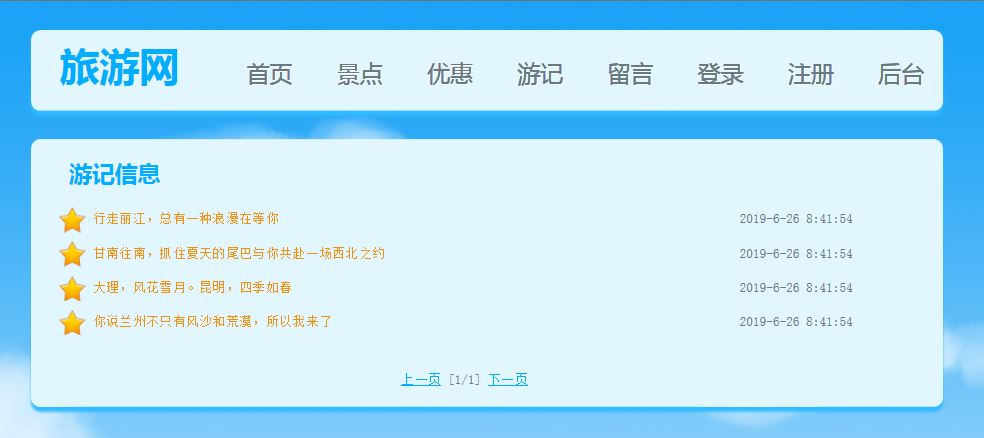 旅游网 首页 景点 优惠 游记 留言 登录 注册 后台
游记信息
行走丽江，总有一种浪漫在等你 2019-6-26 8:41:54
甘南往南，抓住夏天的尾巴与你共赴一场西北之约 2019-6-26 8:41:54
大理，风花雪月。昆明，四季如春 2019-6-26 8:41:54
你说兰州不只有风沙和荒漠，所以我来了 2019-6-26 8:41:54
上一页 [1/1] 下一页